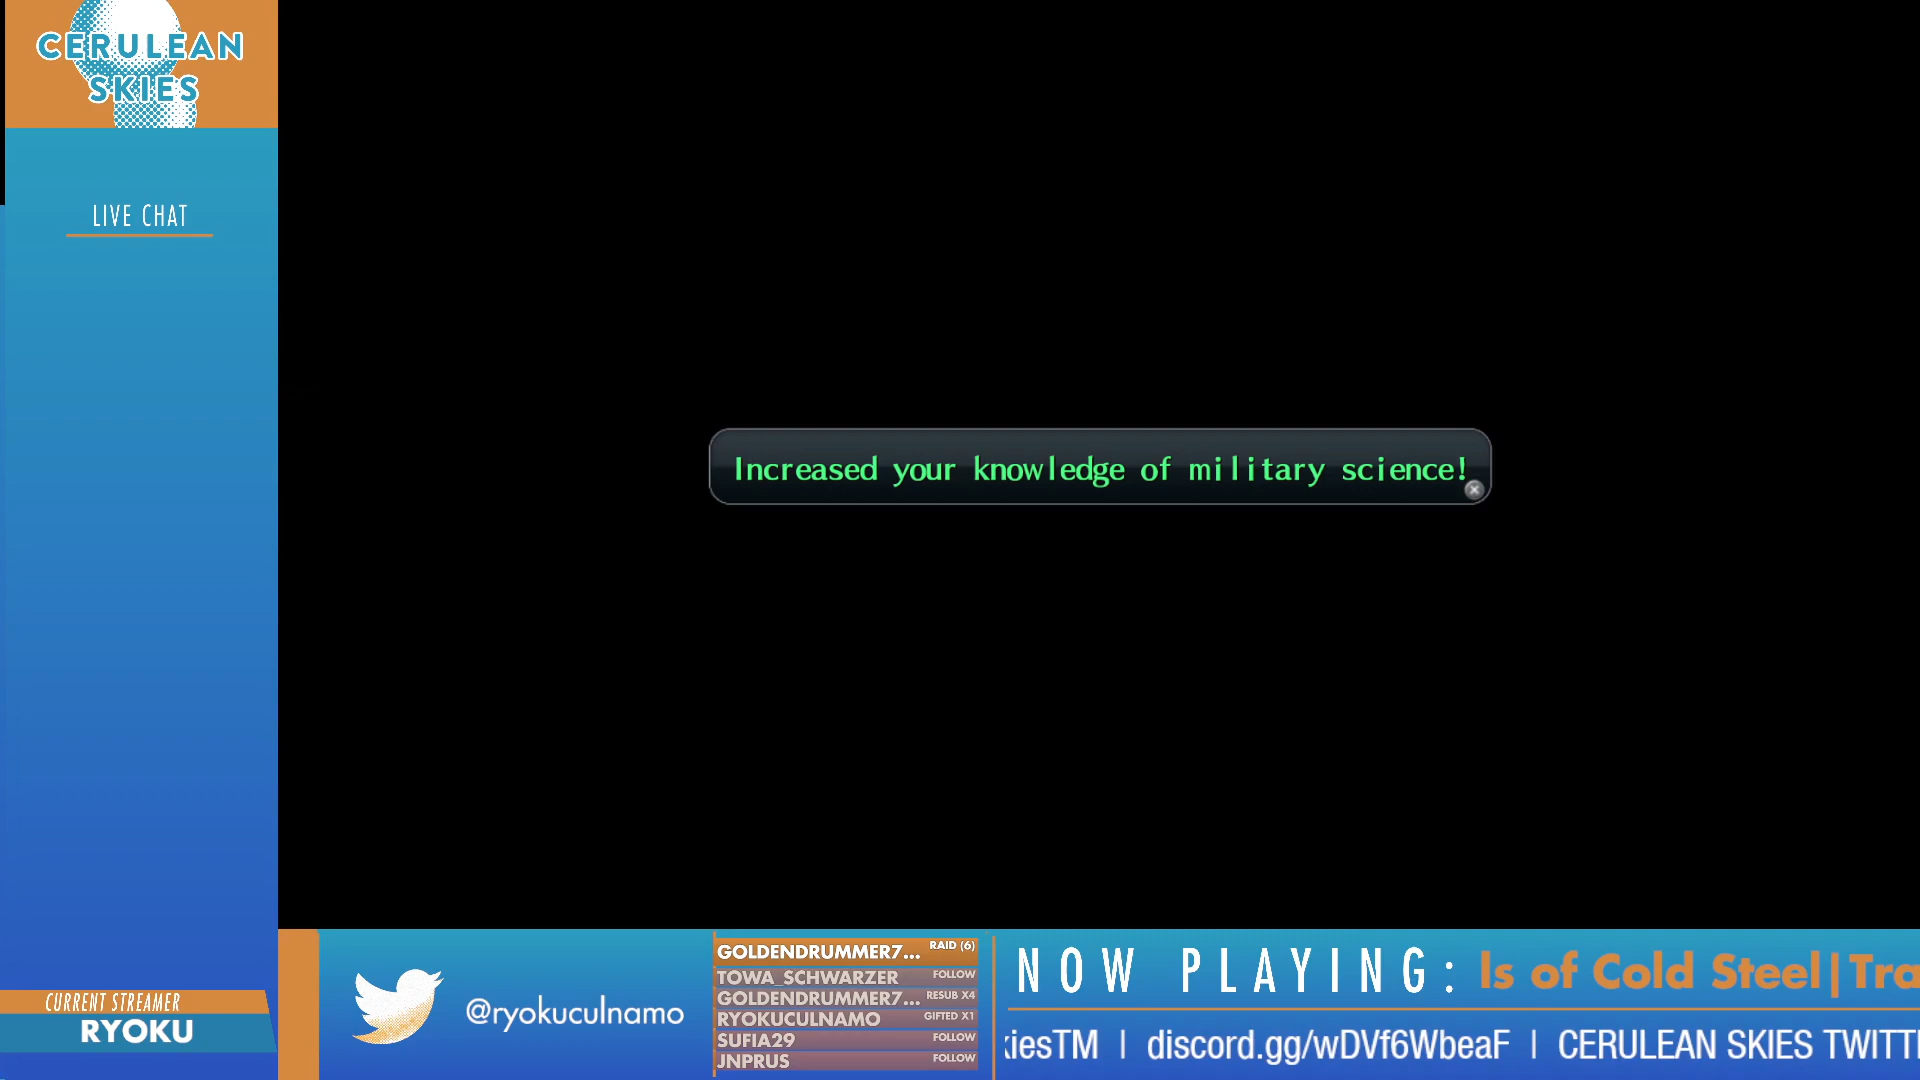 CERULEAN
SKIES
LIVE CHAT
Increased your knowledge of military science!
CURRENT STREAMER
RYOKU
@ryokuculnamo
GOLDENDRUMMER7... RAID (6)
TOWA_SCHWARZER FOLLOW
GOLDENDRUMMER7... RESUB X4
RYOKUCULNAMO GIFTED X1
SUFIA29 FOLLOW
JNPRUS FOLLOW
NOW PLAYING: ls of Cold Steel|Tra
kiesTM | discord.gg/wDVf6WbeaF | CERULEAN SKIES TWITT